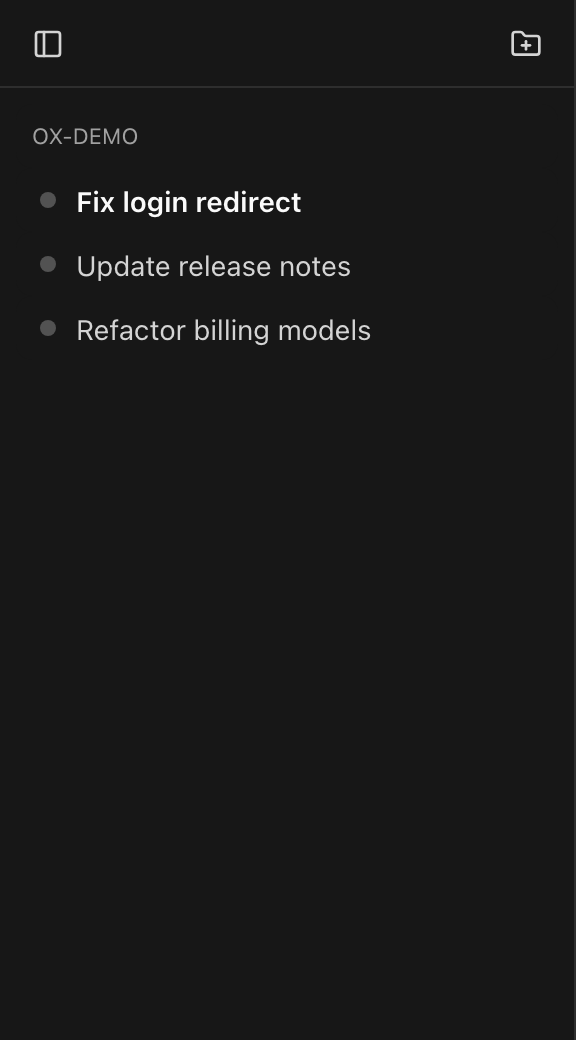 OX-DEMO
Fix login redirect
Update release notes
Refactor billing models